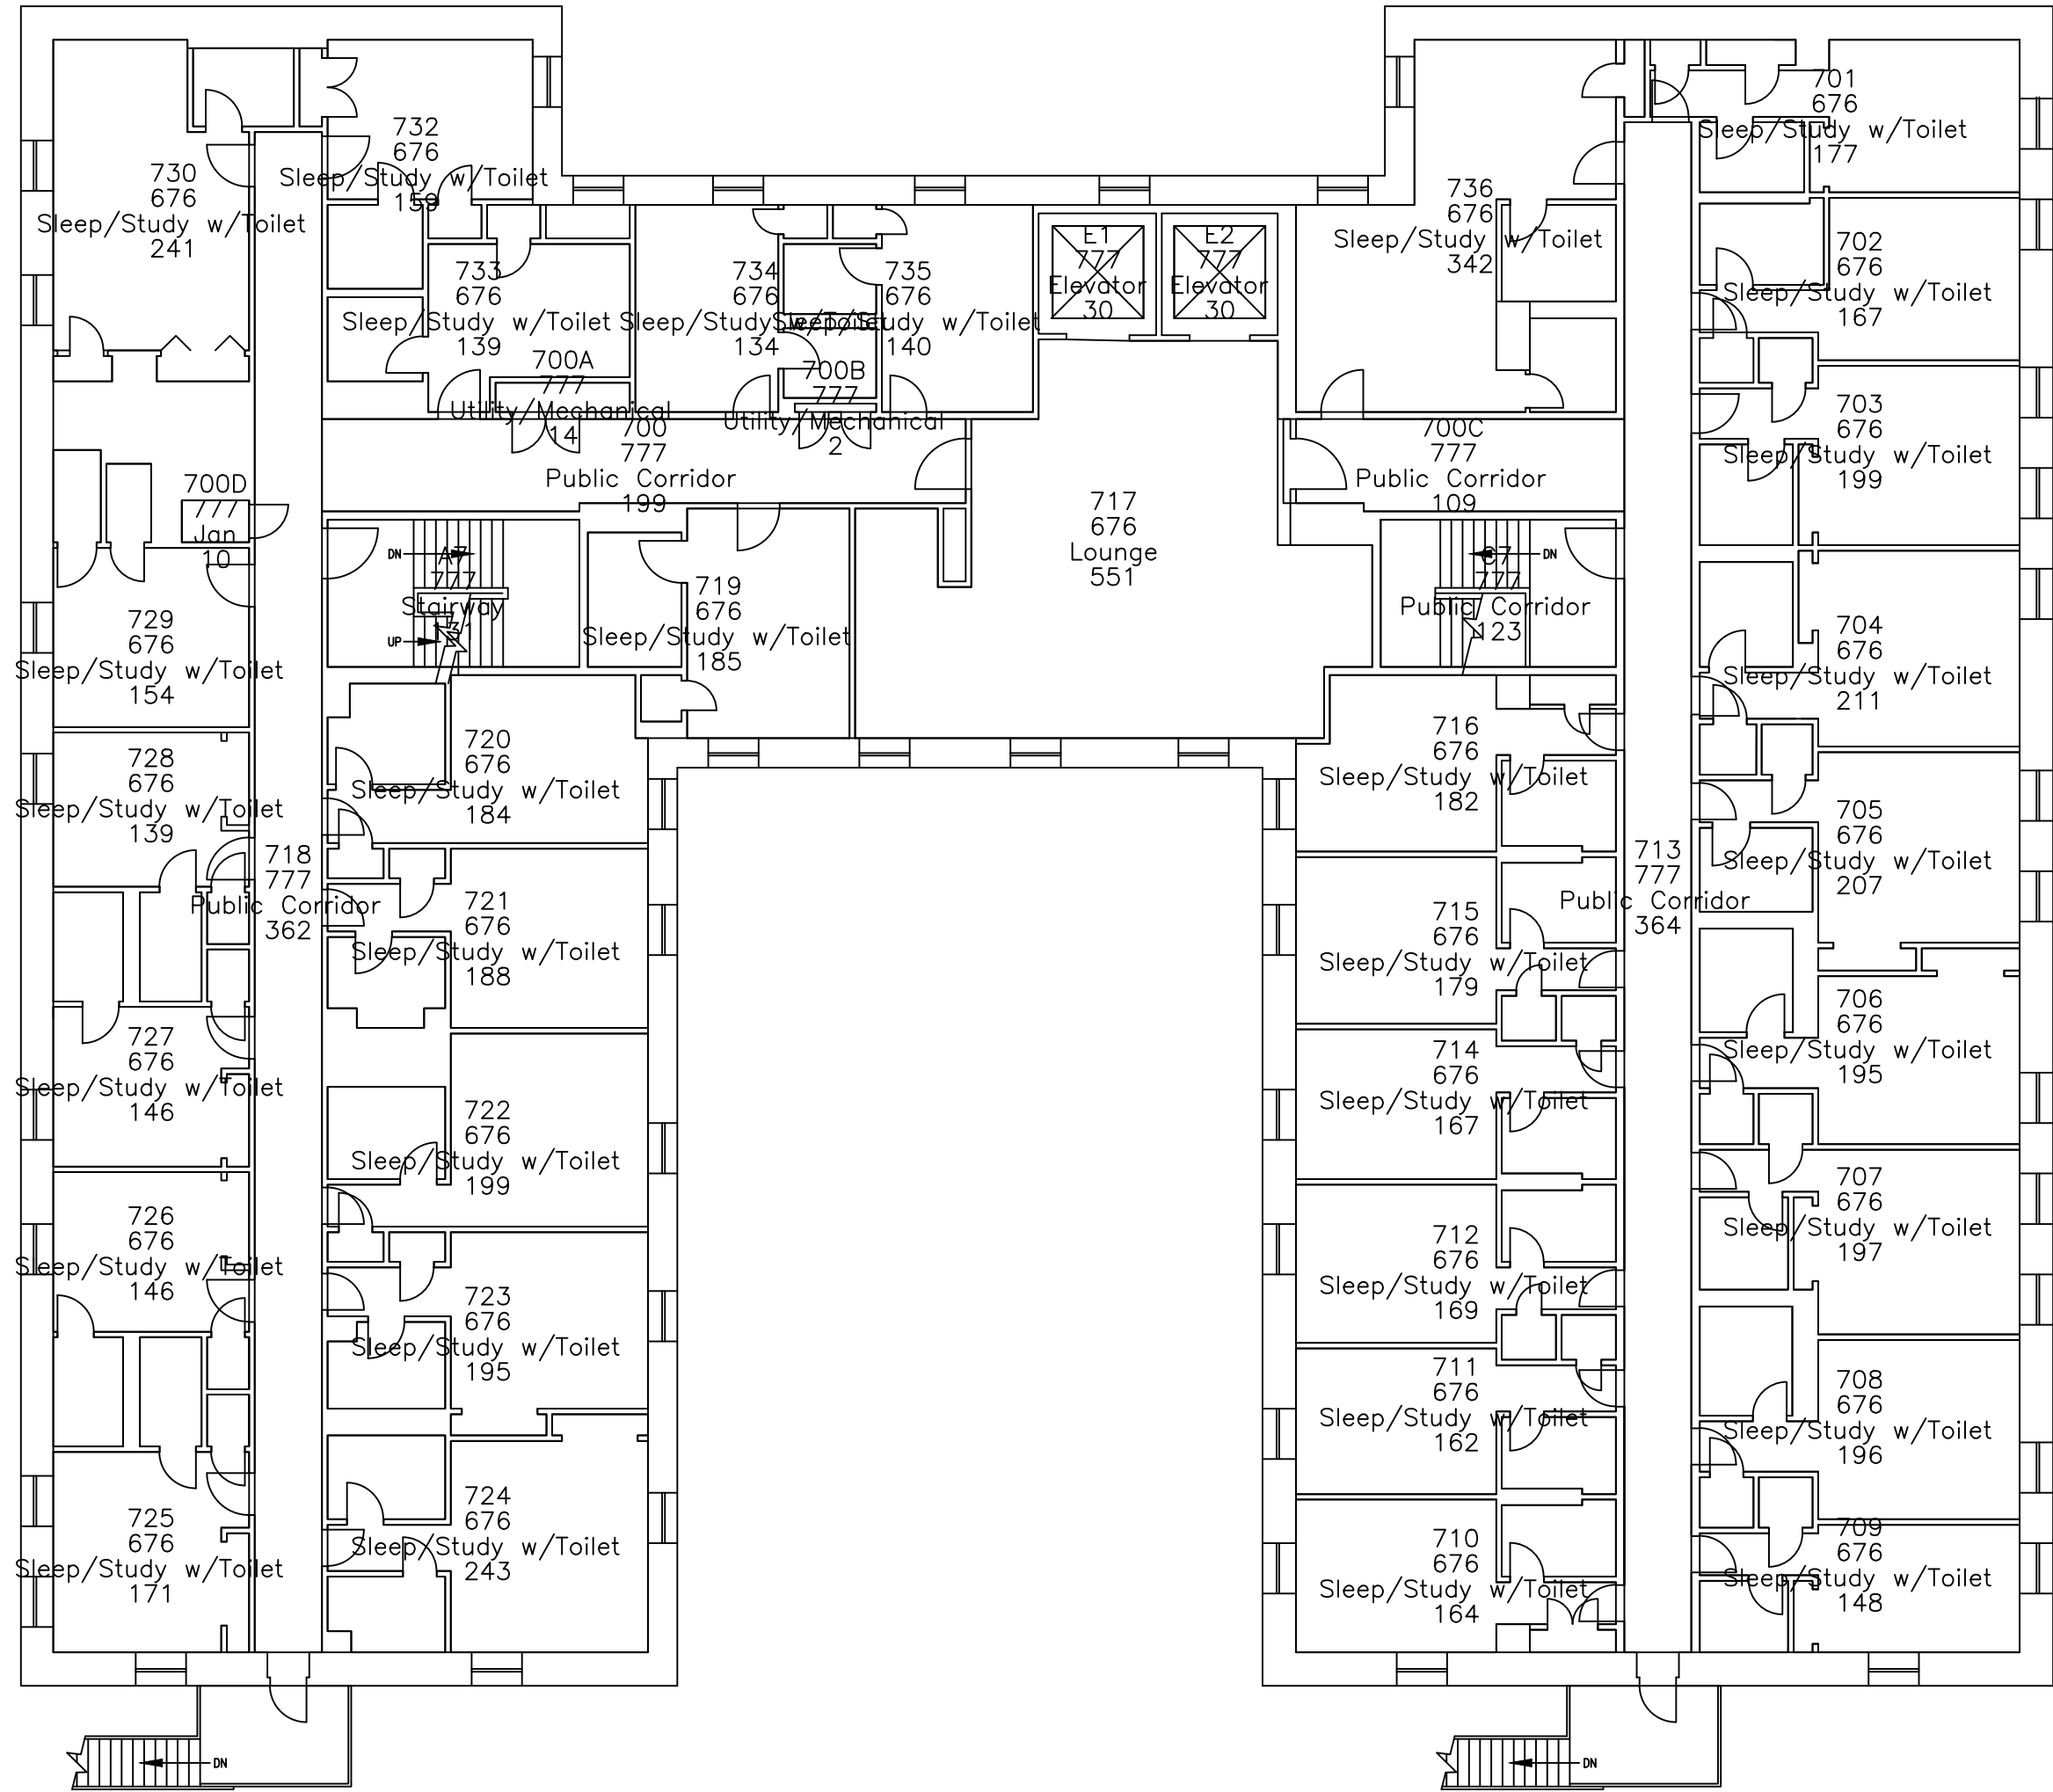 701
676
Sleep/Study w/Toilet
177
732
676
Sleep/Study w/Toilet
159
730
676
Sleep/Study w/Toilet
241
736
676
Sleep/Study w/Toilet
342
E1
777
Elevator
30
E2
777
Elevator
30
702
676
Sleep/Study w/Toilet
167
733
676
Sleep/Study w/Toilet
139
734
676
Sleep/Study w/Toilet
134
735
676
Sleep/Study w/Toilet
140
700A
777
Utility/Mechanical
14
700B
777
Utility/Mechanical
2
703
676
Sleep/Study w/Toilet
199
700
777
Public Corridor
199
700C
777
Public Corridor
109
700D
777
Jan
10
717
676
Lounge
551
DN
A7
777
Stairway
131
UP
DN
C7
777
Public Corridor
123
719
676
Sleep/Study w/Toilet
185
729
676
Sleep/Study w/Toilet
154
704
676
Sleep/Study w/Toilet
211
728
676
Sleep/Study w/Toilet
139
720
676
Sleep/Study w/Toilet
184
716
676
Sleep/Study w/Toilet
182
705
676
Sleep/Study w/Toilet
207
718
777
Public Corridor
362
713
777
Public Corridor
364
721
676
Sleep/Study w/Toilet
188
715
676
Sleep/Study w/Toilet
179
706
676
Sleep/Study w/Toilet
195
727
676
Sleep/Study w/Toilet
146
714
676
Sleep/Study w/Toilet
167
722
676
Sleep/Study w/Toilet
199
707
676
Sleep/Study w/Toilet
197
726
676
Sleep/Study w/Toilet
146
712
676
Sleep/Study w/Toilet
169
723
676
Sleep/Study w/Toilet
195
711
676
Sleep/Study w/Toilet
162
708
676
Sleep/Study w/Toilet
196
724
676
Sleep/Study w/Toilet
243
725
676
Sleep/Study w/Toilet
171
710
676
Sleep/Study w/Toilet
164
709
676
Sleep/Study w/Toilet
148
DN
DN